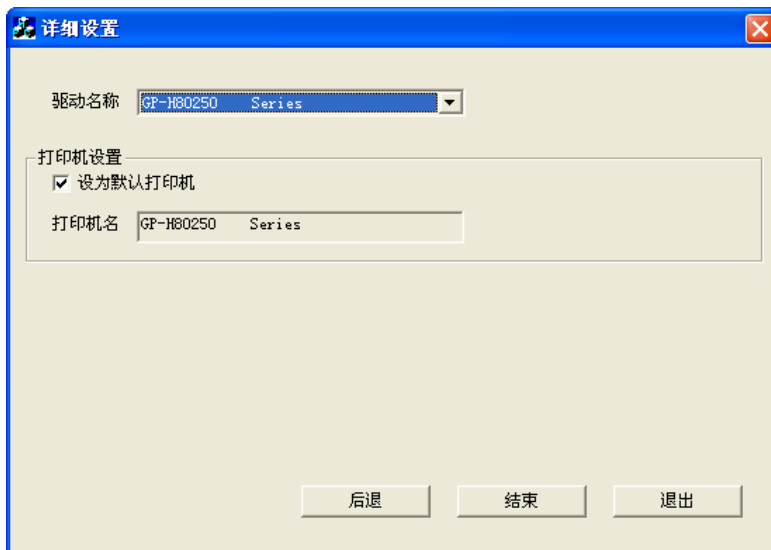 详细设置
驱动名称 GP-H80250 Series
打印机设置
设为默认打印机
打印机名 GP-H80250 Series
后退 结束 退出